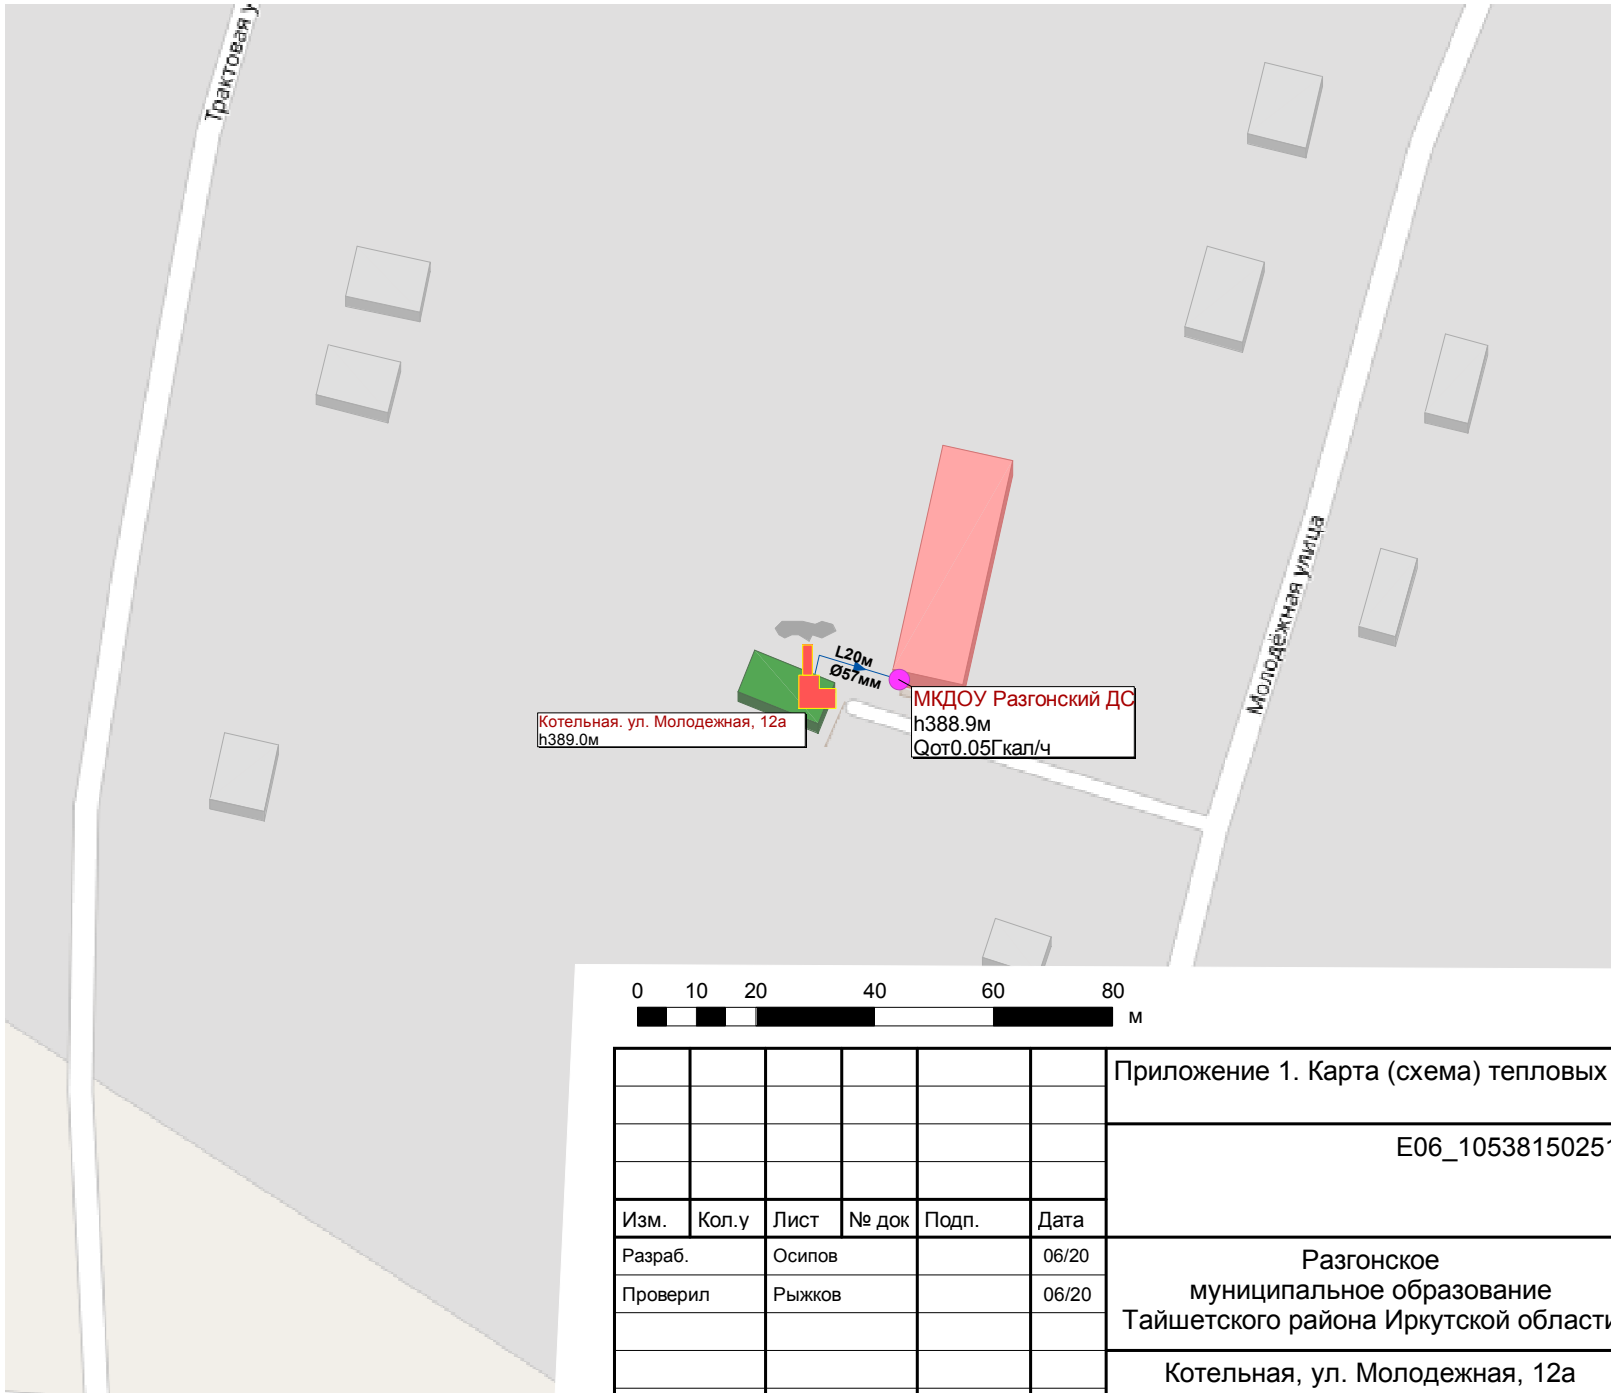 Трактовая у
Молодёжная улица
L20м
Ø57мм
МКДОУ Разгонский ДС
h388.9м
Qот0.05Гкал/ч
Котельная. ул. Молодежная, 12а
h389.0м
0 10 20 40 60 80
м
Приложение 1. Карта (схема) тепловых
Е06_10538150251
Изм. Кол.у Лист № док Подп. Дата
Разраб. Осипов 06/20
Проверил Рыжков 06/20
Разгонское
муниципальное образование
Тайшетского района Иркутской области
Котельная, ул. Молодежная, 12а